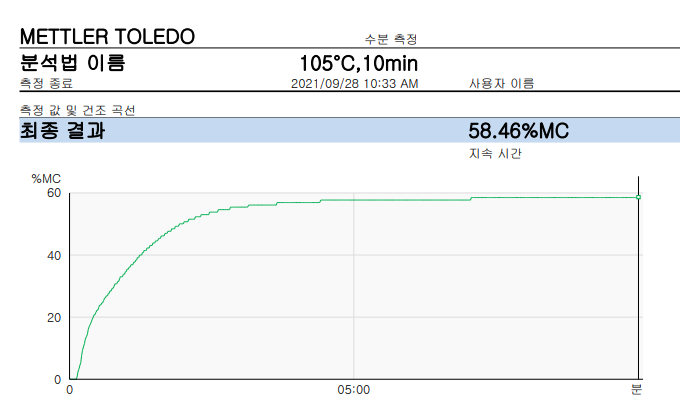 METTLER TOLEDO 수분 측정
분석법 이름 105°C,10min
측정 종료 2021/09/28 10:33 AM 사용자 이름
측정 값 및 건조 곡선
최종 결과 58.46%MC
지속 시간
%MC
60
40
20
0
0 05:00 분